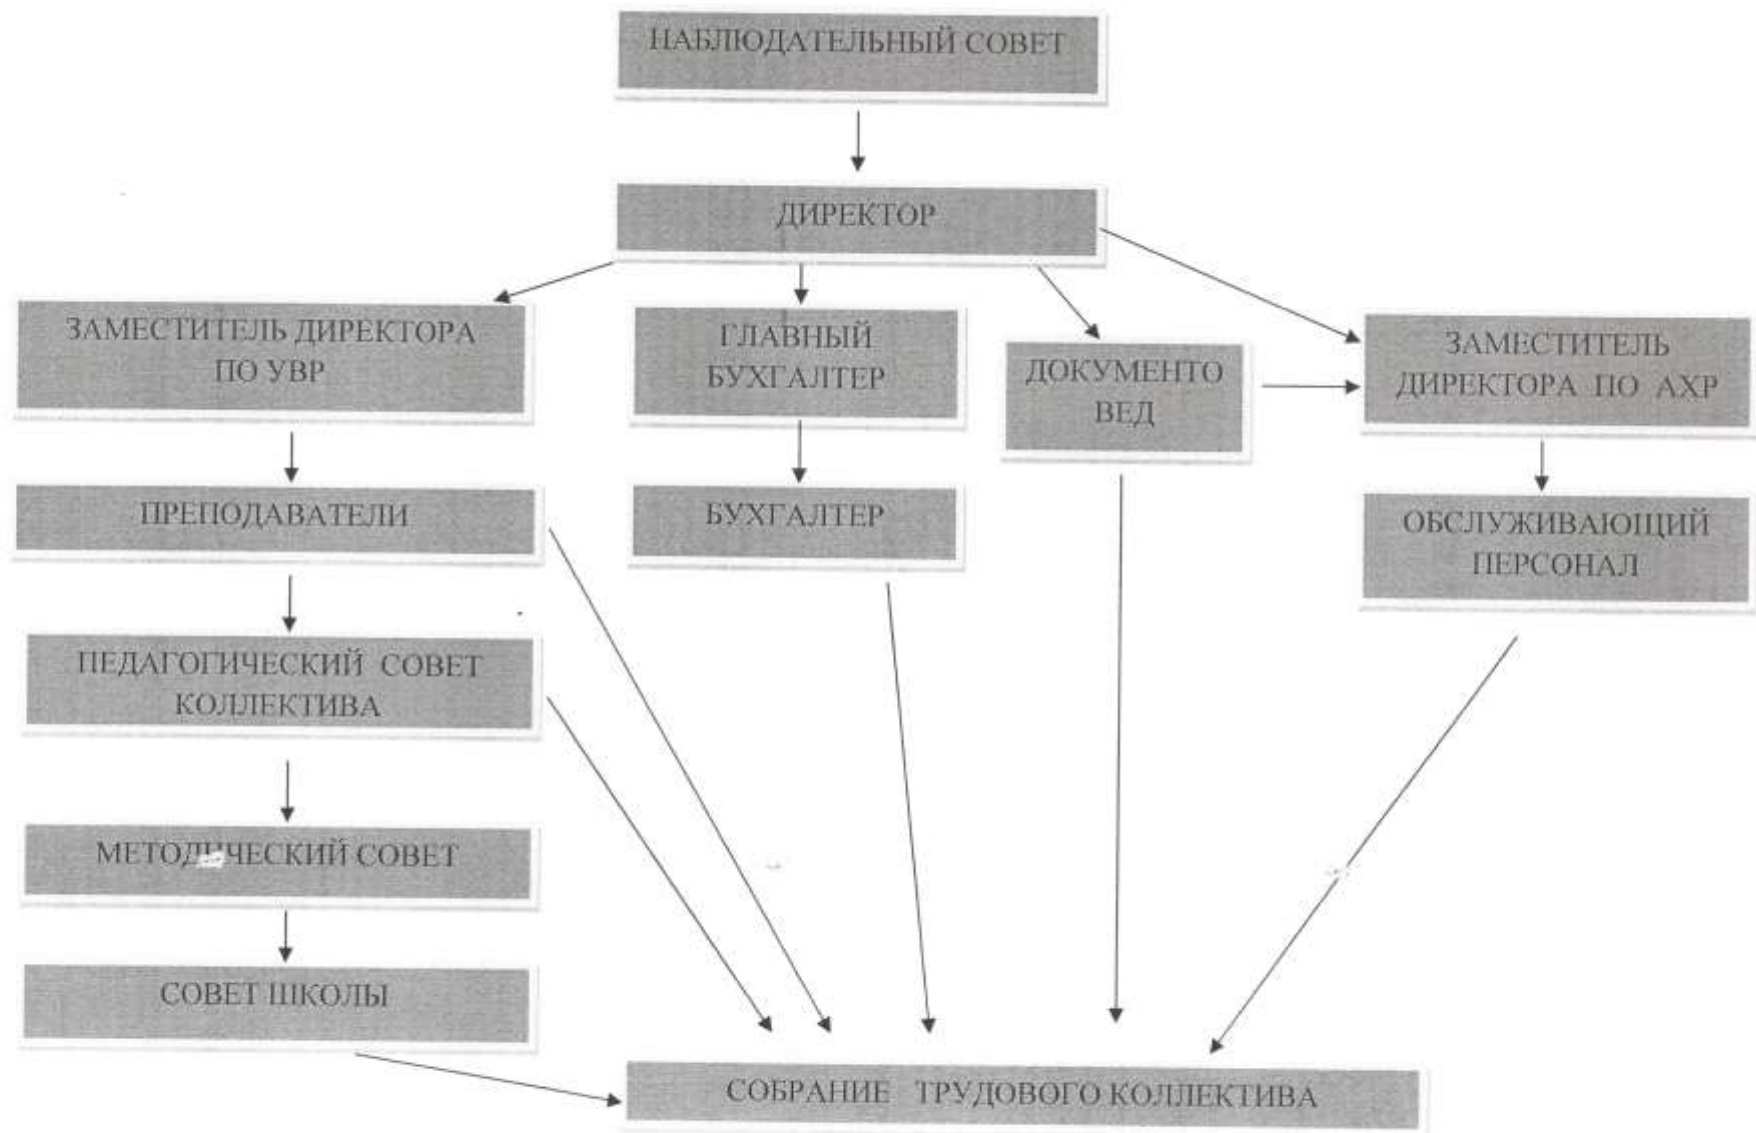 НАБЛЮДАТЕЛЬНЫЙ СОВЕТ
ДИРЕКТОР
ЗАМЕСТИТЕЛЬ ДИРЕКТОРА
ПО УВР
ГЛАВНЫЙ
БУХГАЛТЕР
ДОКУМЕНТО
ВЕД
ЗАМЕСТИТЕЛЬ
ДИРЕКТОРА ПО АХР
ПРЕПОДАВАТЕЛИ
БУХГАЛТЕР
ОБСЛУЖИВАЮЩИЙ
ПЕРСОНАЛ
ПЕДАГОГИЧЕСКИЙ СОВЕТ
КОЛЛЕКТИВА
МЕТОДИЧЕСКИЙ СОВЕТ
СОВЕТ ШКОЛЫ
СОБРАНИЕ ТРУДОВОГО КОЛЛЕКТИВА